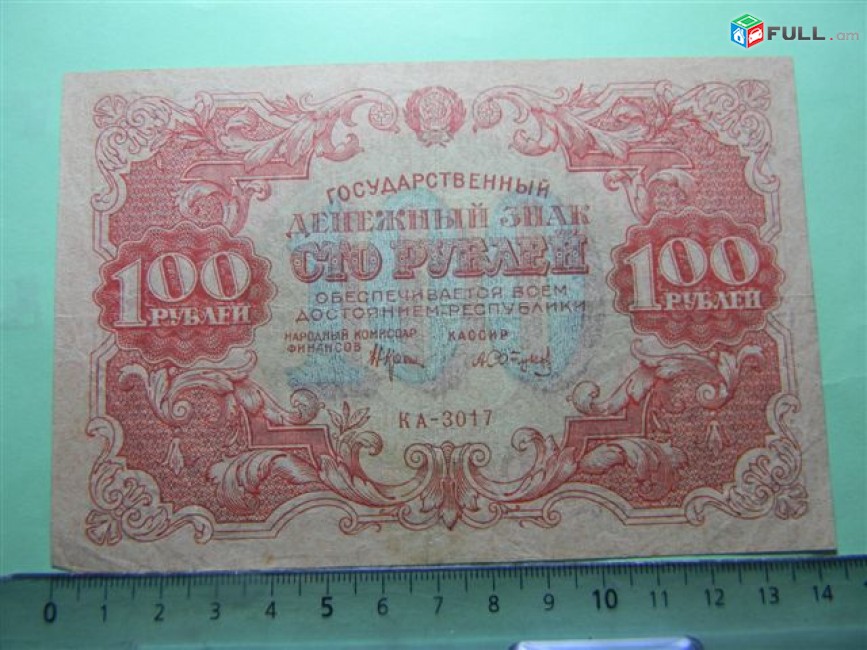 FULL.am
ГОСУДАРСТВЕННЫЙ
ДЕНЕЖНЫЙ ЗНАК
СТО РУБЛЕЙ
100
РУБЛЕЙ
100
РУБЛЕЙ
ОБЕСПЕЧИВАЕТСЯ ВСЕМ
ДОСТОЯНИЕМ РЕСПУБЛИКИ
НАРОДНЫЙ КОМИССАР
ФИНАНСОВ
КАССИР
100
КА-3017
0 1 2 3 4 5 6 7 8 9 10 11 12 13 14